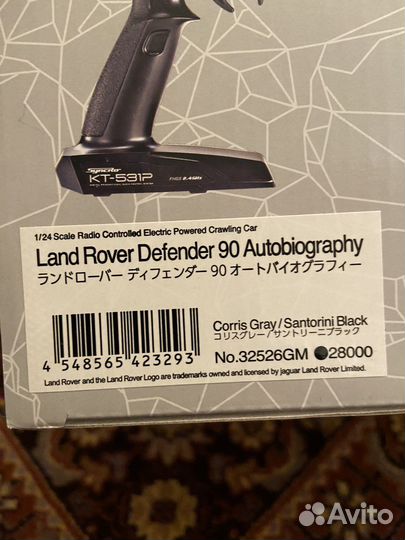 Syncro
KT-531P
FHSS 2.4GHz
1/24 Scale Radio Controlled Electric Powered Crawling Car
Land Rover Defender 90 Autobiography
ランドローバー ディフェンダー 90 オートバイオグラフィー
Corris Gray/Santorini Black
コリスグレー/サントリーニブラック
4 548565 423293
No.32526GM ●28000
Land Rover and the Land Rover Logo are trademarks owned and licensed by jaguar Land Rover Limited.
Avito